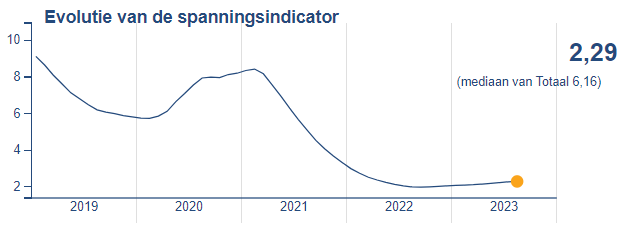 Evolutie van de spanningsindicator
2,29
(mediaan van Totaal 6,16)
10
8
6
4
2
2019 2020 2021 2022 2023